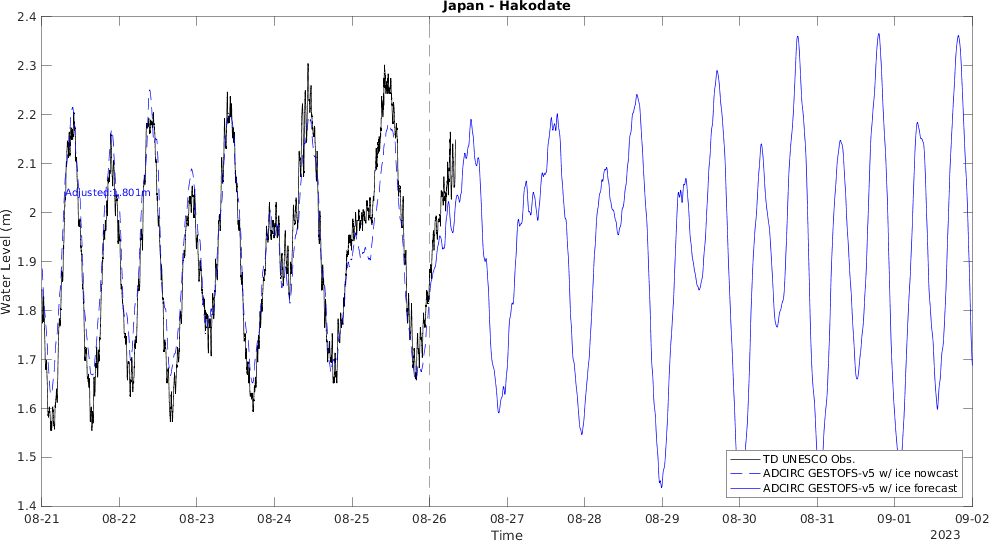 Japan - Hakodate
Water Level (m)
2.4
2.3
2.2
2.1
2
1.9
1.8
1.7
1.6
1.5
1.4
Adjusted:1.801m
TD UNESCO Obs.
ADCIRC GESTOFS-v5 w/ ice nowcast
ADCIRC GESTOFS-v5 w/ ice forecast
08-21 08-22 08-23 08-24 08-25 08-26 08-27 08-28 08-29 08-30 08-31 09-01 09-02
Time
2023